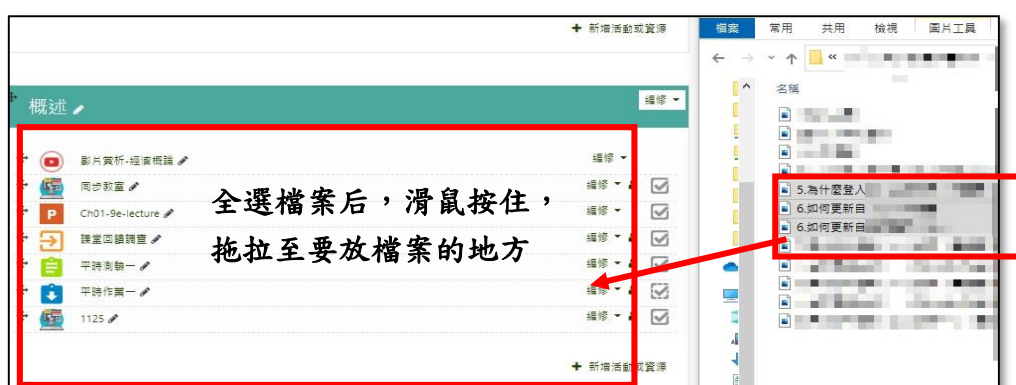 + 新增活動或資源
概述
編修
影片賞析-經濟概論
編修
同步教室
編修
Ch01-9e-lecture
編修
課堂回饋調查
編修
平時測驗一
編修
平時作業一
編修
1125
編修
+ 新增活動或資源
全選檔案后，滑鼠按住，
拖拉至要放檔案的地方
檔案 常用 共用 檢視 圖片工具
名稱
5.為什麼登入
6.如何更新自
6.如何更新自